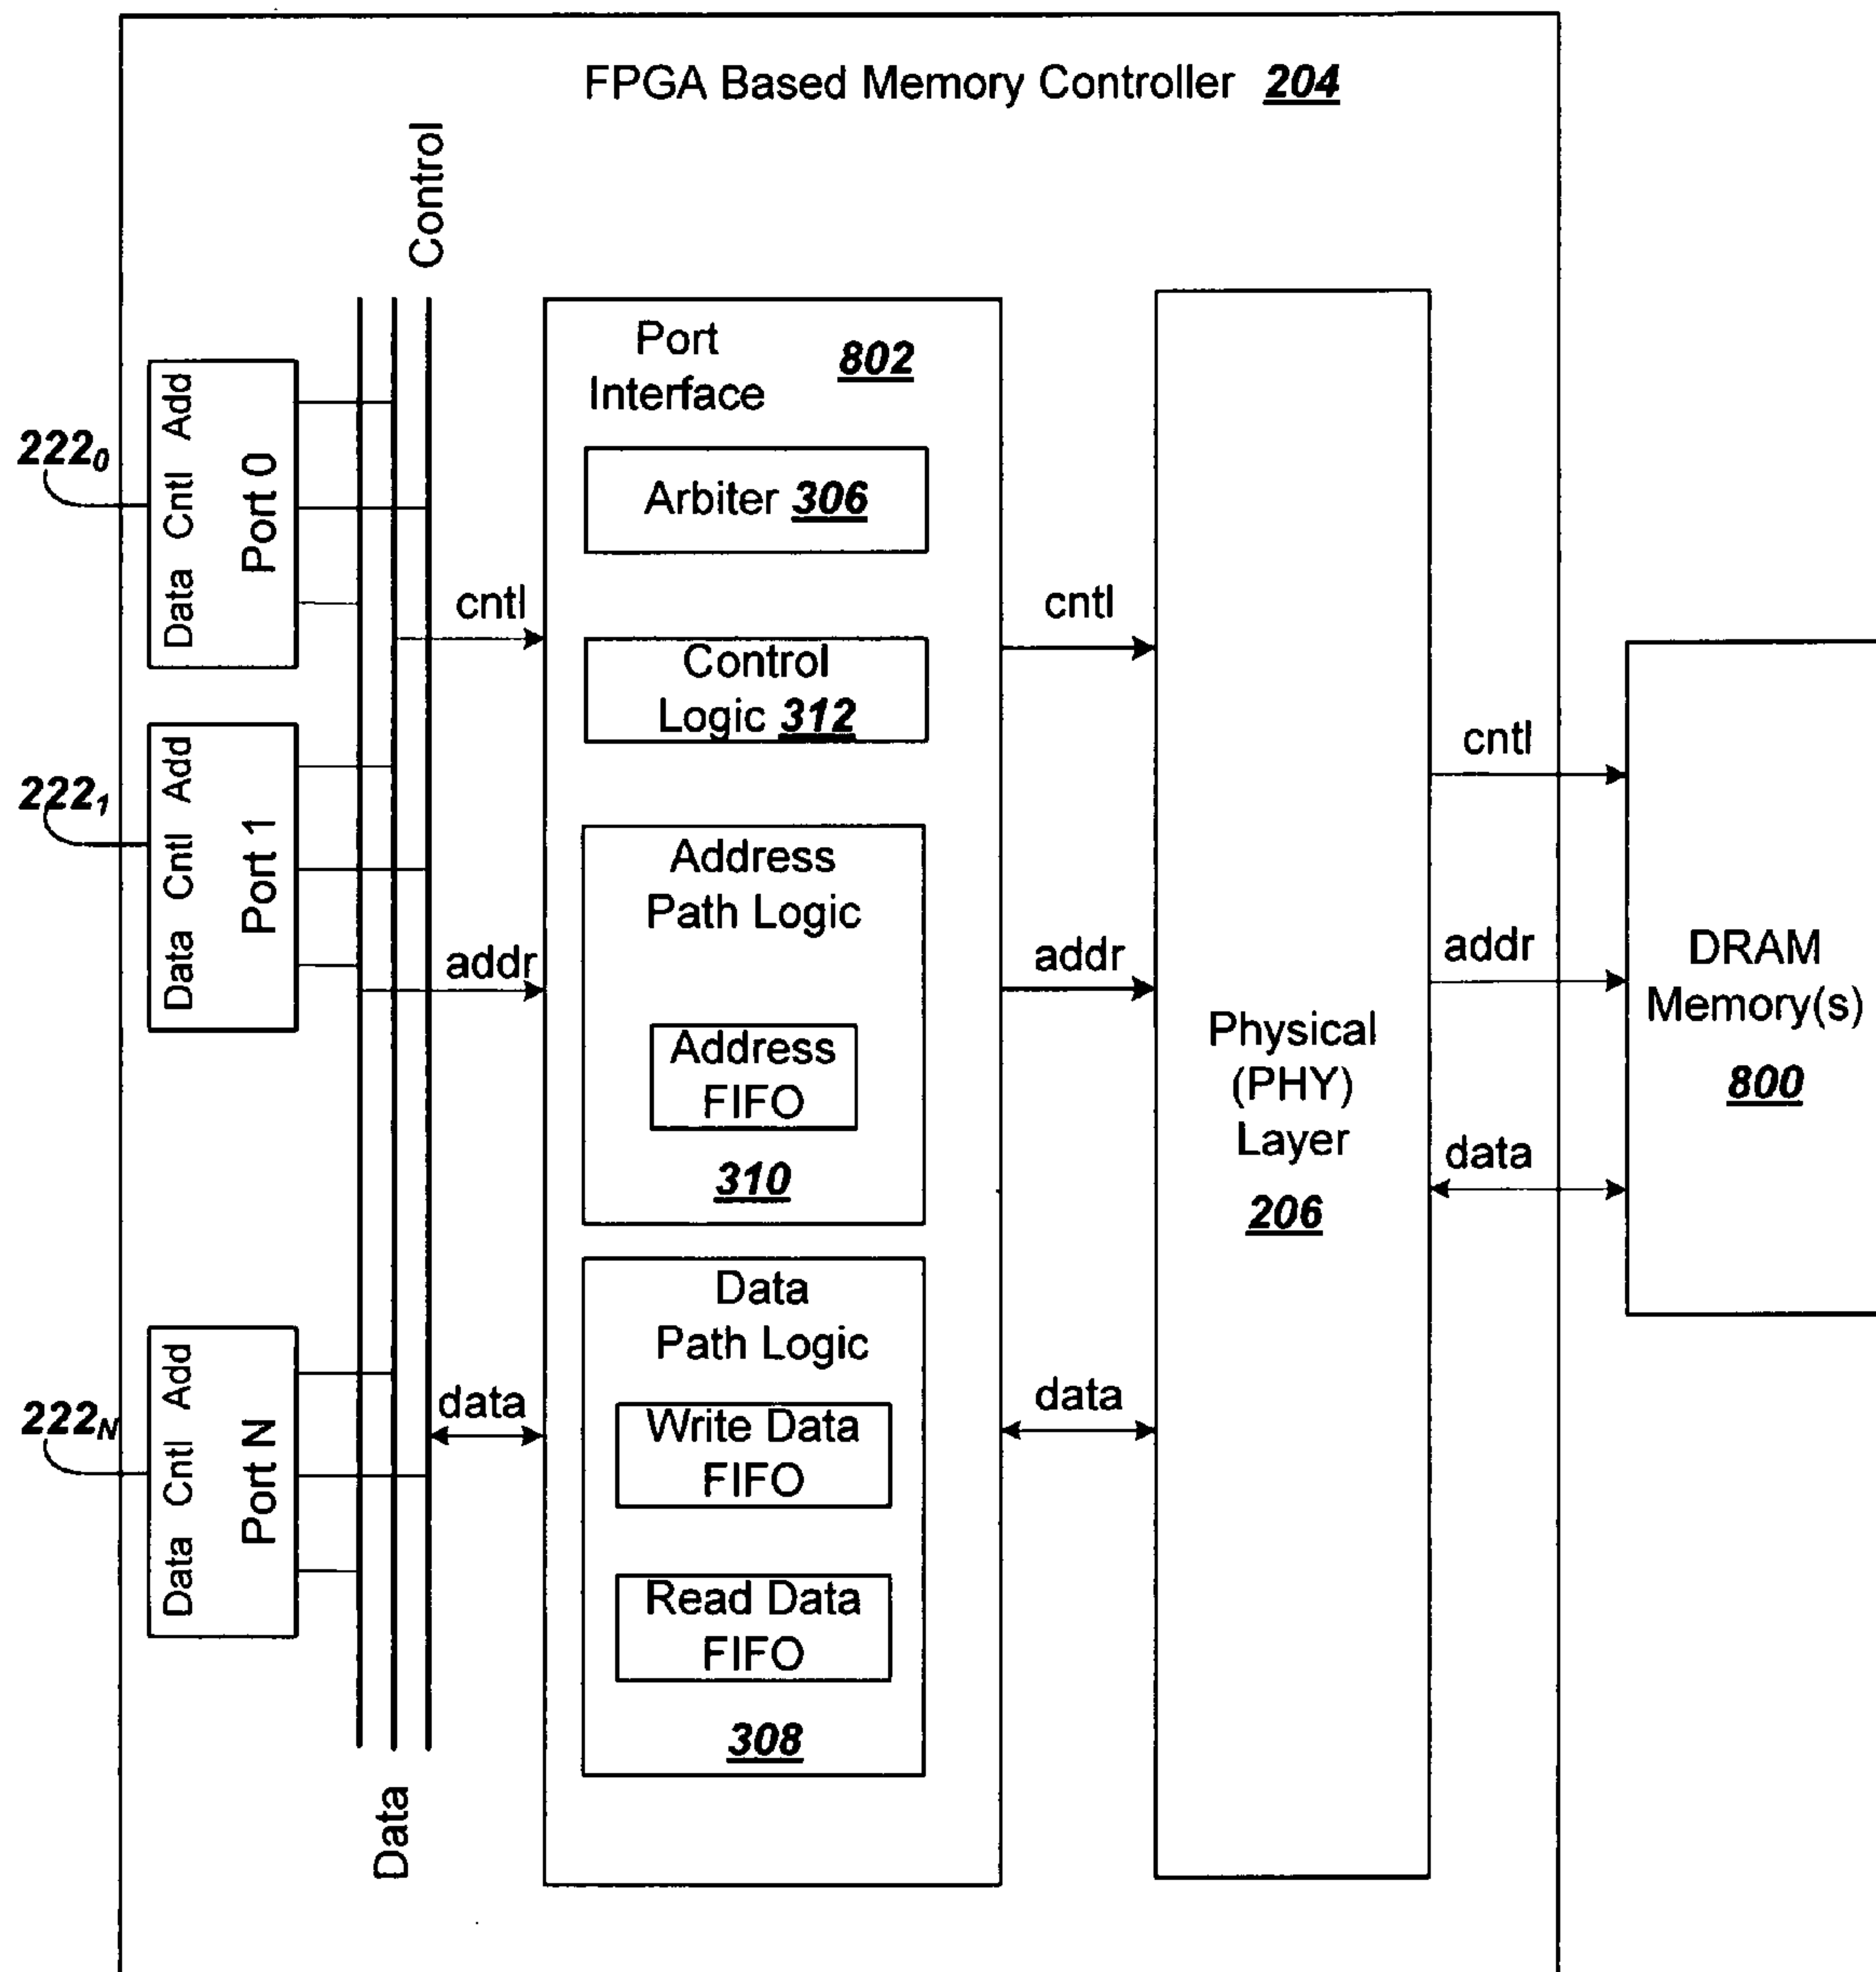 FPGA Based Memory Controller 204
Control
222₀
Data Cntl Add
Port 0
222₁
Data Cntl Add
Port 1
222N
Data Cntl Add
Port N
Data
cntl
addr
data
Port
Interface
802
Arbiter 306
Control
Logic 312
Address
Path Logic
Address
FIFO
310
Data
Path Logic
Write Data
FIFO
Read Data
FIFO
308
cntl
addr
data
Physical
(PHY)
Layer
206
cntl
addr
data
DRAM
Memory(s)
800